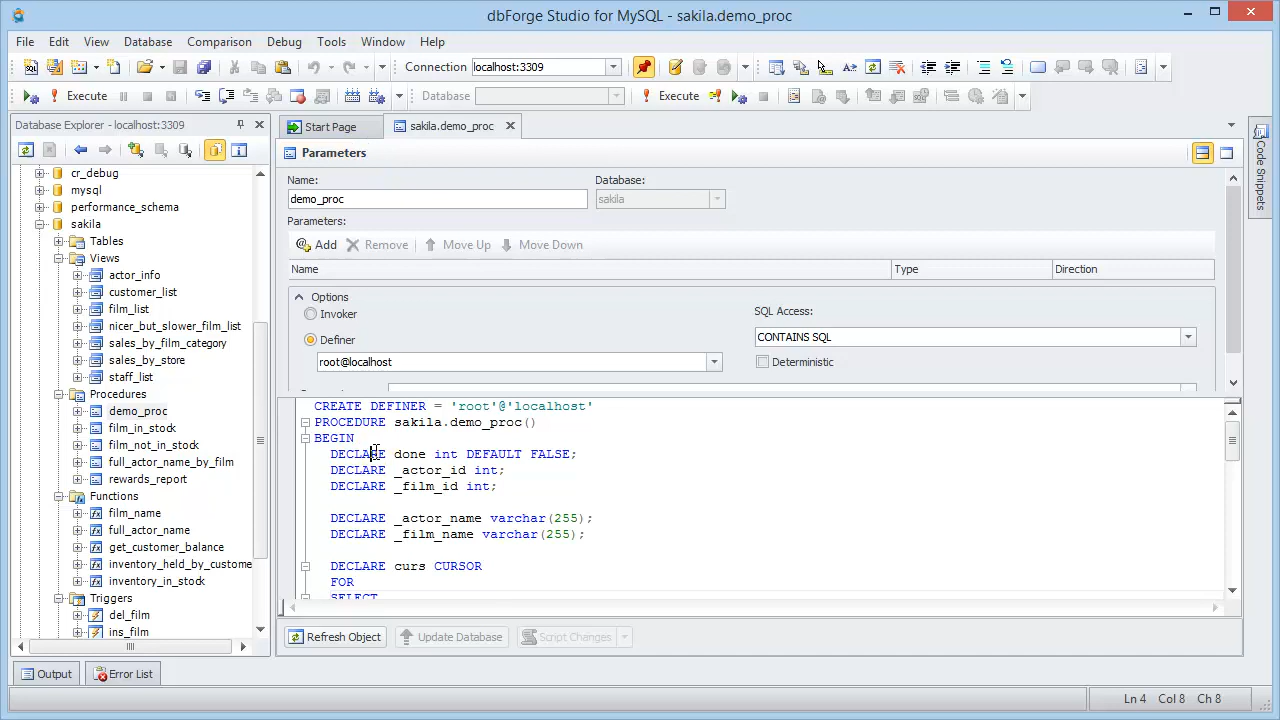 dbForge Studio for MySQL - sakila.demo_proc
File Edit View Database Comparison Debug Tools Window Help
Connection localhost:3309
Execute Database Execute
Database Explorer - localhost:3309
Start Page sakila.demo_proc
Code Snippets
cr_debug
mysql
performance_schema
sakila
Tables
Views
actor_info
customer_list
film_list
nicer_but_slower_film_list
sales_by_film_category
sales_by_store
staff_list
Procedures
demo_proc
film_in_stock
film_not_in_stock
full_actor_name_by_film
rewards_report
Functions
film_name
full_actor_name
get_customer_balance
inventory_held_by_custome
inventory_in_stock
Triggers
del_film
ins_film
Parameters
Name: Database:
demo_proc sakila
Parameters:
Add Remove Move Up Move Down
Name Type Direction
Options
Invoker SQL Access:
Definer CONTAINS SQL
root@localhost Deterministic
CREATE DEFINER = 'root'@'localhost'
PROCEDURE sakila.demo_proc()
BEGIN
DECLARE done int DEFAULT FALSE;
DECLARE _actor_id int;
DECLARE _film_id int;
DECLARE _actor_name varchar(255);
DECLARE _film_name varchar(255);
DECLARE curs CURSOR
FOR
SELECT
Refresh Object Update Database Script Changes
Output Error List
Ln 4 Col 8 Ch 8